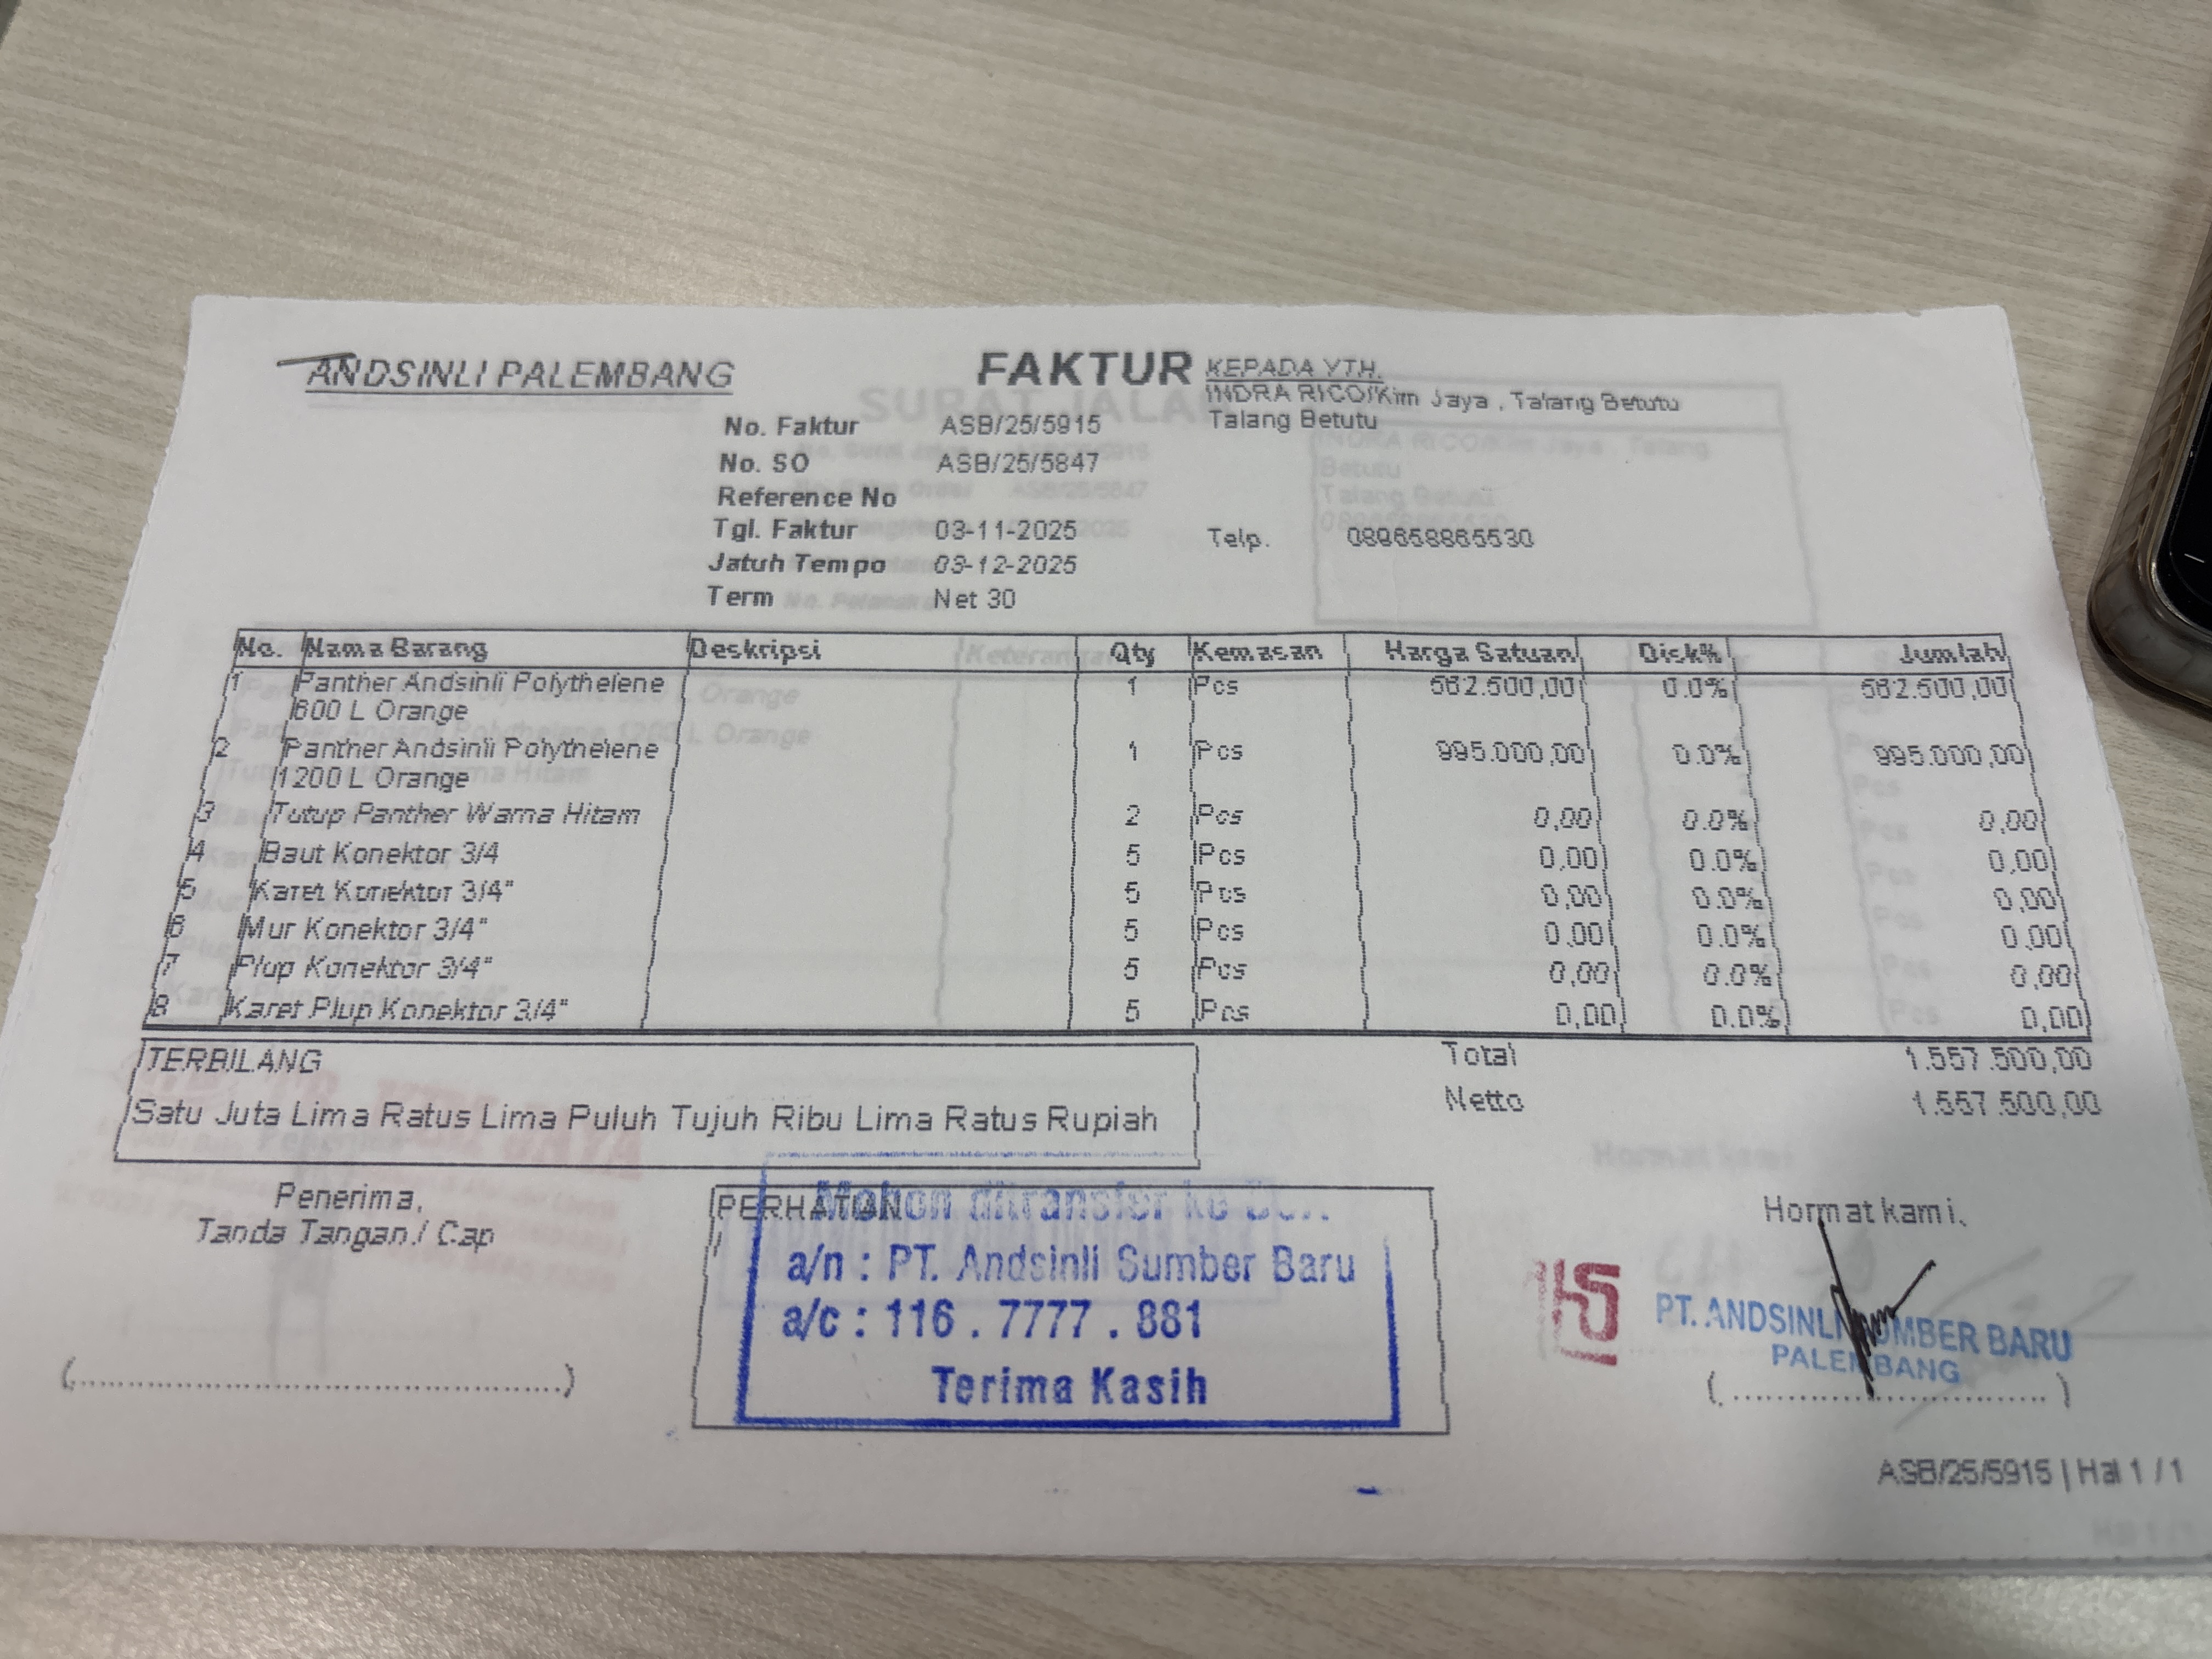 ANDSINLI PALEMBANG
FAKTUR
KEPADA YTH.
INDRA RICO/Kim Jaya , Talang Betutu
Talang Betutu
No. Faktur ASB/25/5915
No. SO ASB/25/5847
Reference No
Tgl. Faktur 03-11-2025
Telp. 089658865530
Jatuh Tempo 03-12-2025
Term Net 30
No. Nama Barang Deskripsi Qty Kemasan Harga Satuan Disk% Jumlah
1 Panther Andsinli Polythelene 1 Pcs 562.500,00 0.0% 562.500,00
600 L Orange
2 Panther Andsinli Polythelene 1 Pcs 995.000,00 0.0% 995.000,00
1200 L Orange
3 Tutup Panther Warna Hitam 2 Pcs 0,00 0.0% 0,00
4 Baut Konektor 3/4 5 Pcs 0,00 0.0% 0,00
5 Karet Konektor 3/4" 5 Pcs 0,00 0.0% 0,00
6 Mur Konektor 3/4" 5 Pcs 0,00 0.0% 0,00
7 Plup Konektor 3/4" 5 Pcs 0,00 0.0% 0,00
8 Karet Plup Konektor 3/4" 5 Pcs 0,00 0.0% 0,00
TERBILANG
Satu Juta Lima Ratus Lima Puluh Tujuh Ribu Lima Ratus Rupiah
Total 1.557.500,00
Netto 1.557.500,00
Penerima,
Tanda Tangan / Cap
PERHATIAN
Mohon ditransfer ke
a/n : PT. Andsinli Sumber Baru
a/c : 116 . 7777 . 881
Terima Kasih
Hormat kami,
PT. ANDSINLI SUMBER BARU
PALEMBANG
ASB/25/5915 | Hal 1 / 1